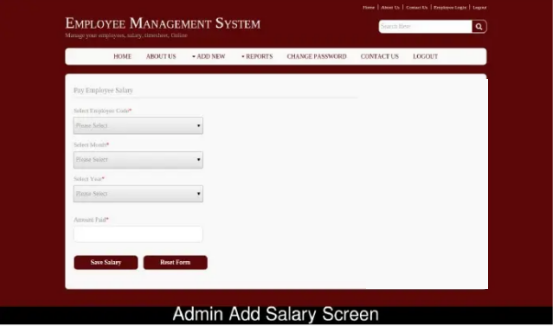 Home | About Us | Contact Us | Employee Login | Logout
EMPLOYEE MANAGEMENT SYSTEM
Manage your employees, salary, timesheet, Online
Search Here
HOME ABOUT US ADD NEW REPORTS CHANGE PASSWORD CONTACT US LOGOUT
Pay Employee Salary
Select Employee Code*
Please Select
Select Month*
Please Select
Select Year*
Please Select
Amount Paid*
Save Salary Reset Form
Admin Add Salary Screen